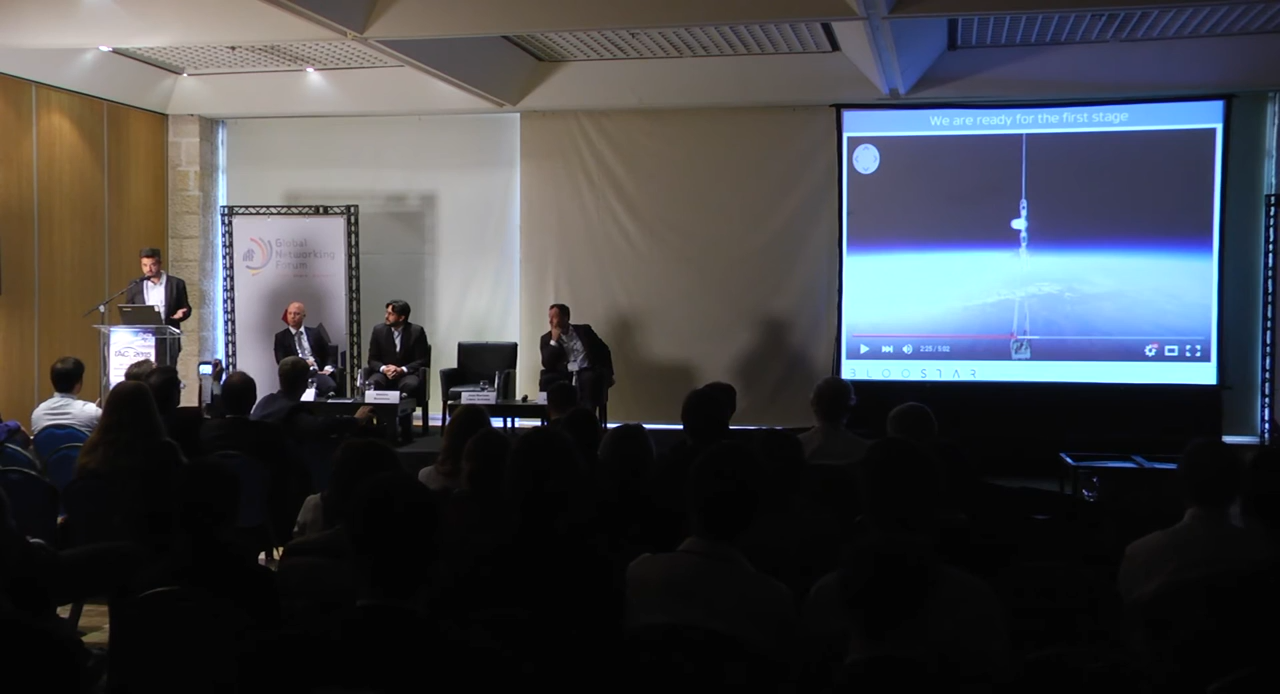 We are ready for the first stage
Global
Networking
Forum
IAC 2015
2:25 / 5:02
BLOOSTAR